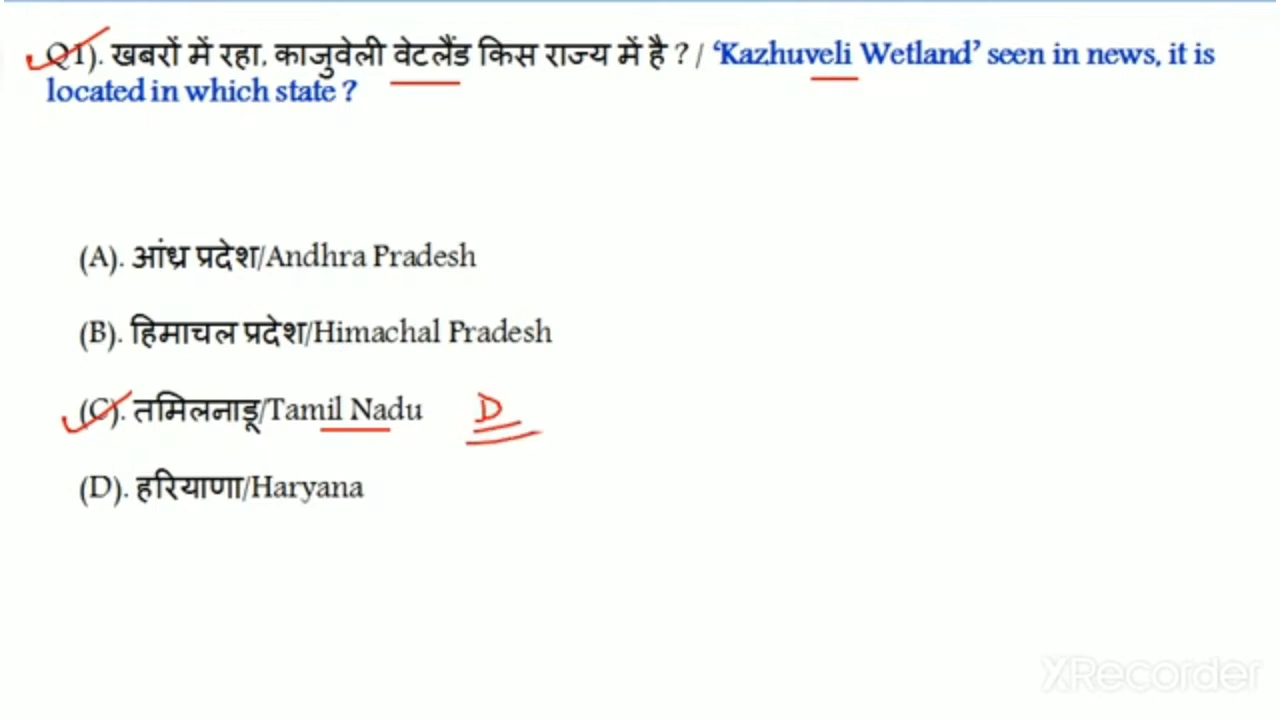 Q1). खबरों में रहा, काजुवेली वेटलैंड किस राज्य में है ? / ‘Kazhuveli Wetland’ seen in news, it is
located in which state ?
(A). आंध्र प्रदेश/Andhra Pradesh
(B). हिमाचल प्रदेश/Himachal Pradesh
(C). तमिलनाडू/Tamil Nadu D
(D). हरियाणा/Haryana
XRecorder